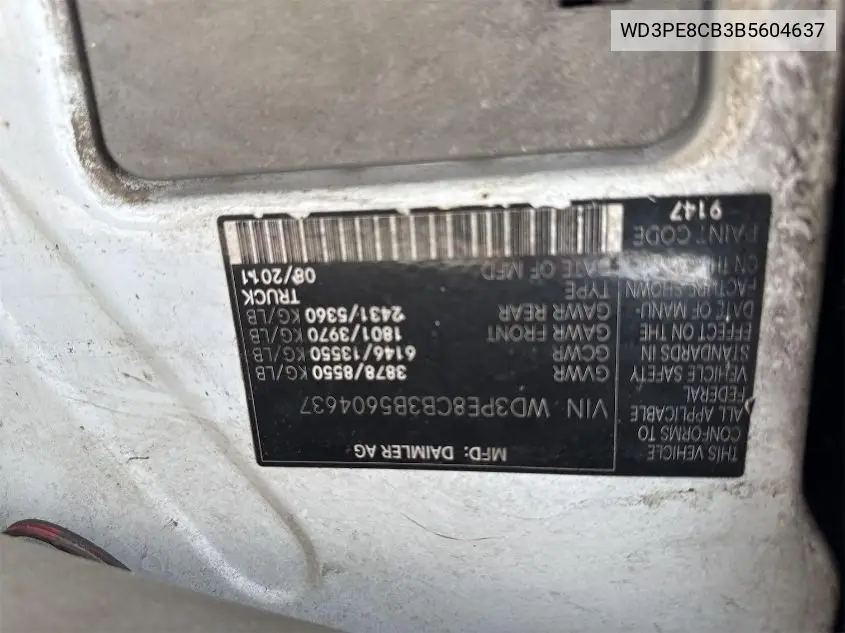 WD3PE8CB3B5604637
MFD: DAIMLER AG
VIN WD3PE8CB3B5604637
GVWR 3878/8550 KG/LB
GCWR 6146/13550 KG/LB
GAWR FRONT 1801/3970 KG/LB
GAWR REAR 2431/5360 KG/LB
TYPE TRUCK
DATE OF MFD 08/2011
THIS VEHICLE
CONFORMS TO
ALL APPLICABLE
FEDERAL
VEHICLE SAFETY
STANDARDS IN
EFFECT ON THE
DATE OF MANU-
FACTURE SHOWN
ON THE
PAINT CODE
9147